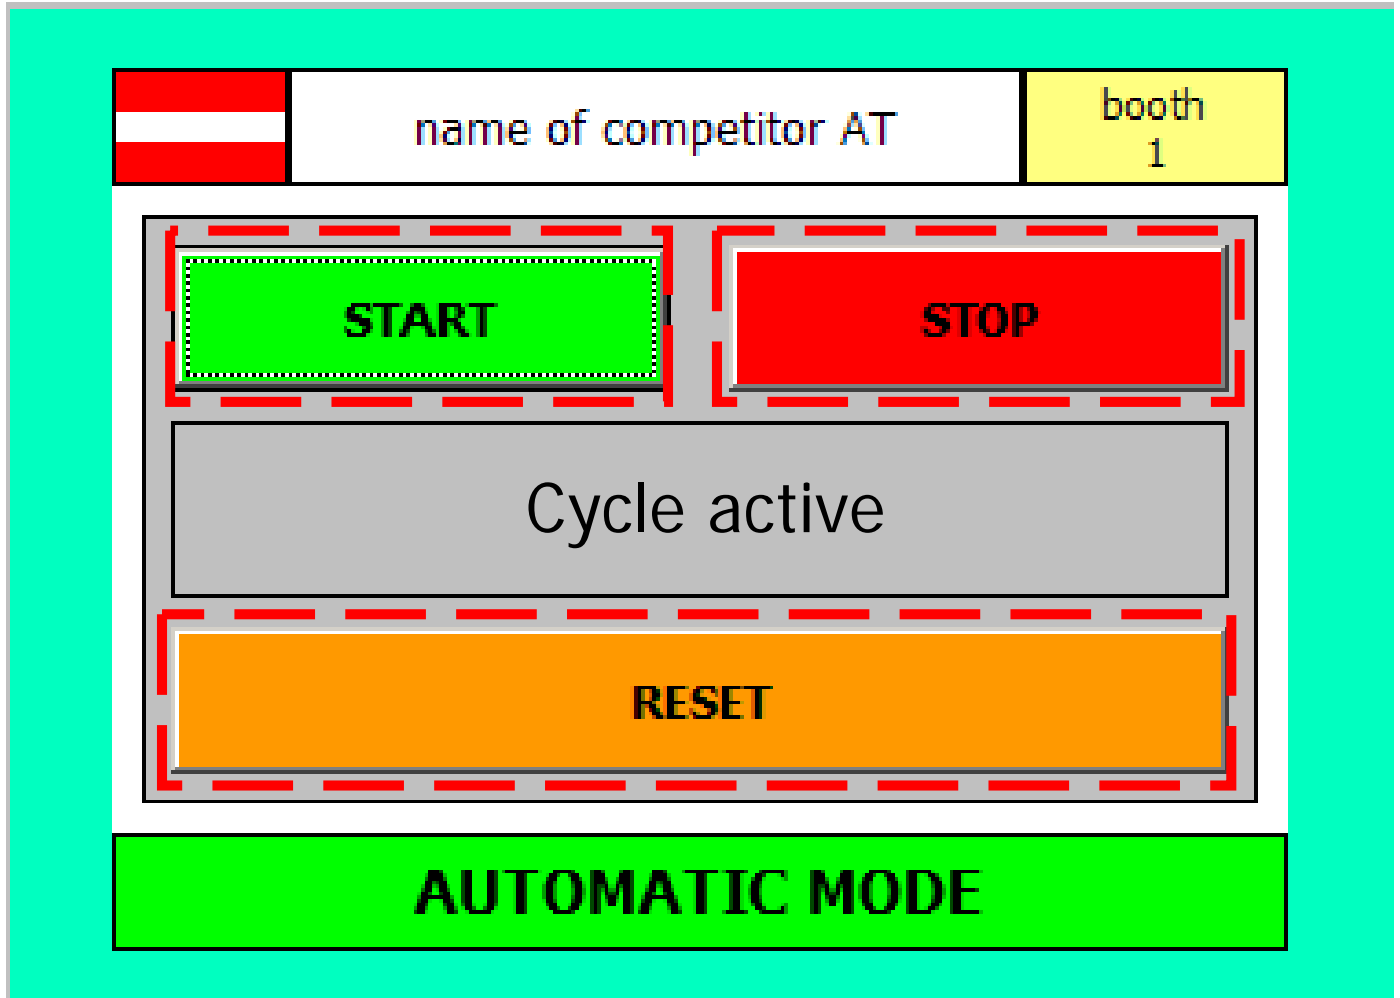 name of competitor AT
booth
1
START
STOP
Cycle active
RESET
AUTOMATIC MODE